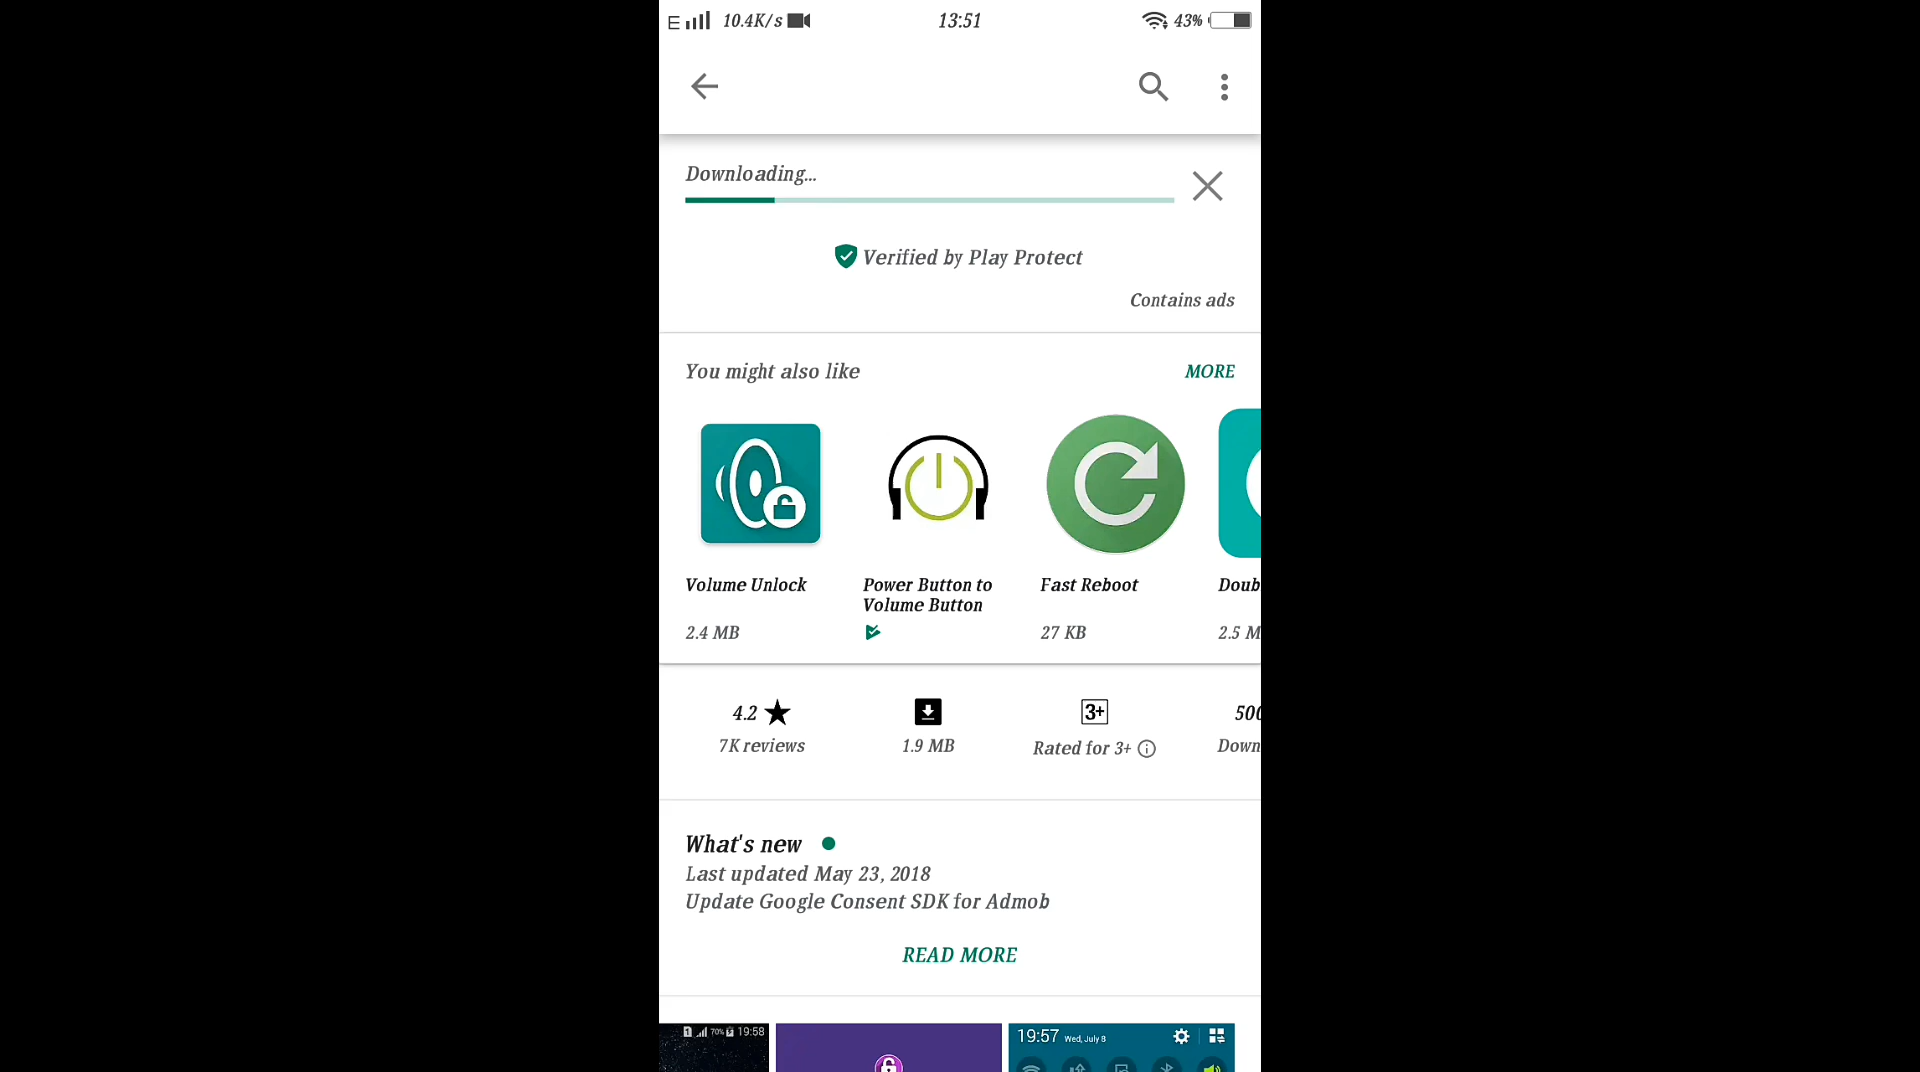 E 10.4K/s 13:51 43%
Downloading...
Verified by Play Protect
Contains ads
You might also like MORE
Volume Unlock
2.4 MB
Power Button to
Volume Button
Fast Reboot
27 KB
Doub
2.5 M
4.2 ★
7K reviews
1.9 MB
3+
Rated for 3+
500
Down
What's new
Last updated May 23, 2018
Update Google Consent SDK for Admob
READ MORE
1 70% 19:58
19:57 Wed, July 8